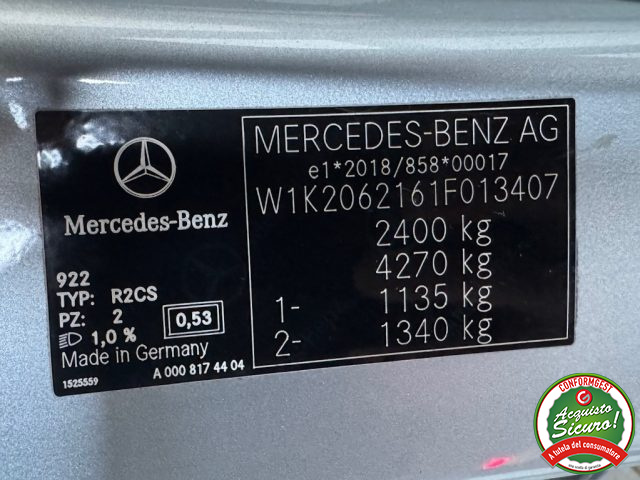 Mercedes-Benz
922
TYP: R2CS
PZ: 2
1,0 %
0,53
Made in Germany
1525559
A 000 817 44 04
MERCEDES-BENZ AG
e1*2018/858*00017
W1K2062161F013407
2400 kg
4270 kg
1- 1135 kg
2- 1340 kg
CONFORMGEST
Acquisto
Sicuro!
A tutela del consumatore